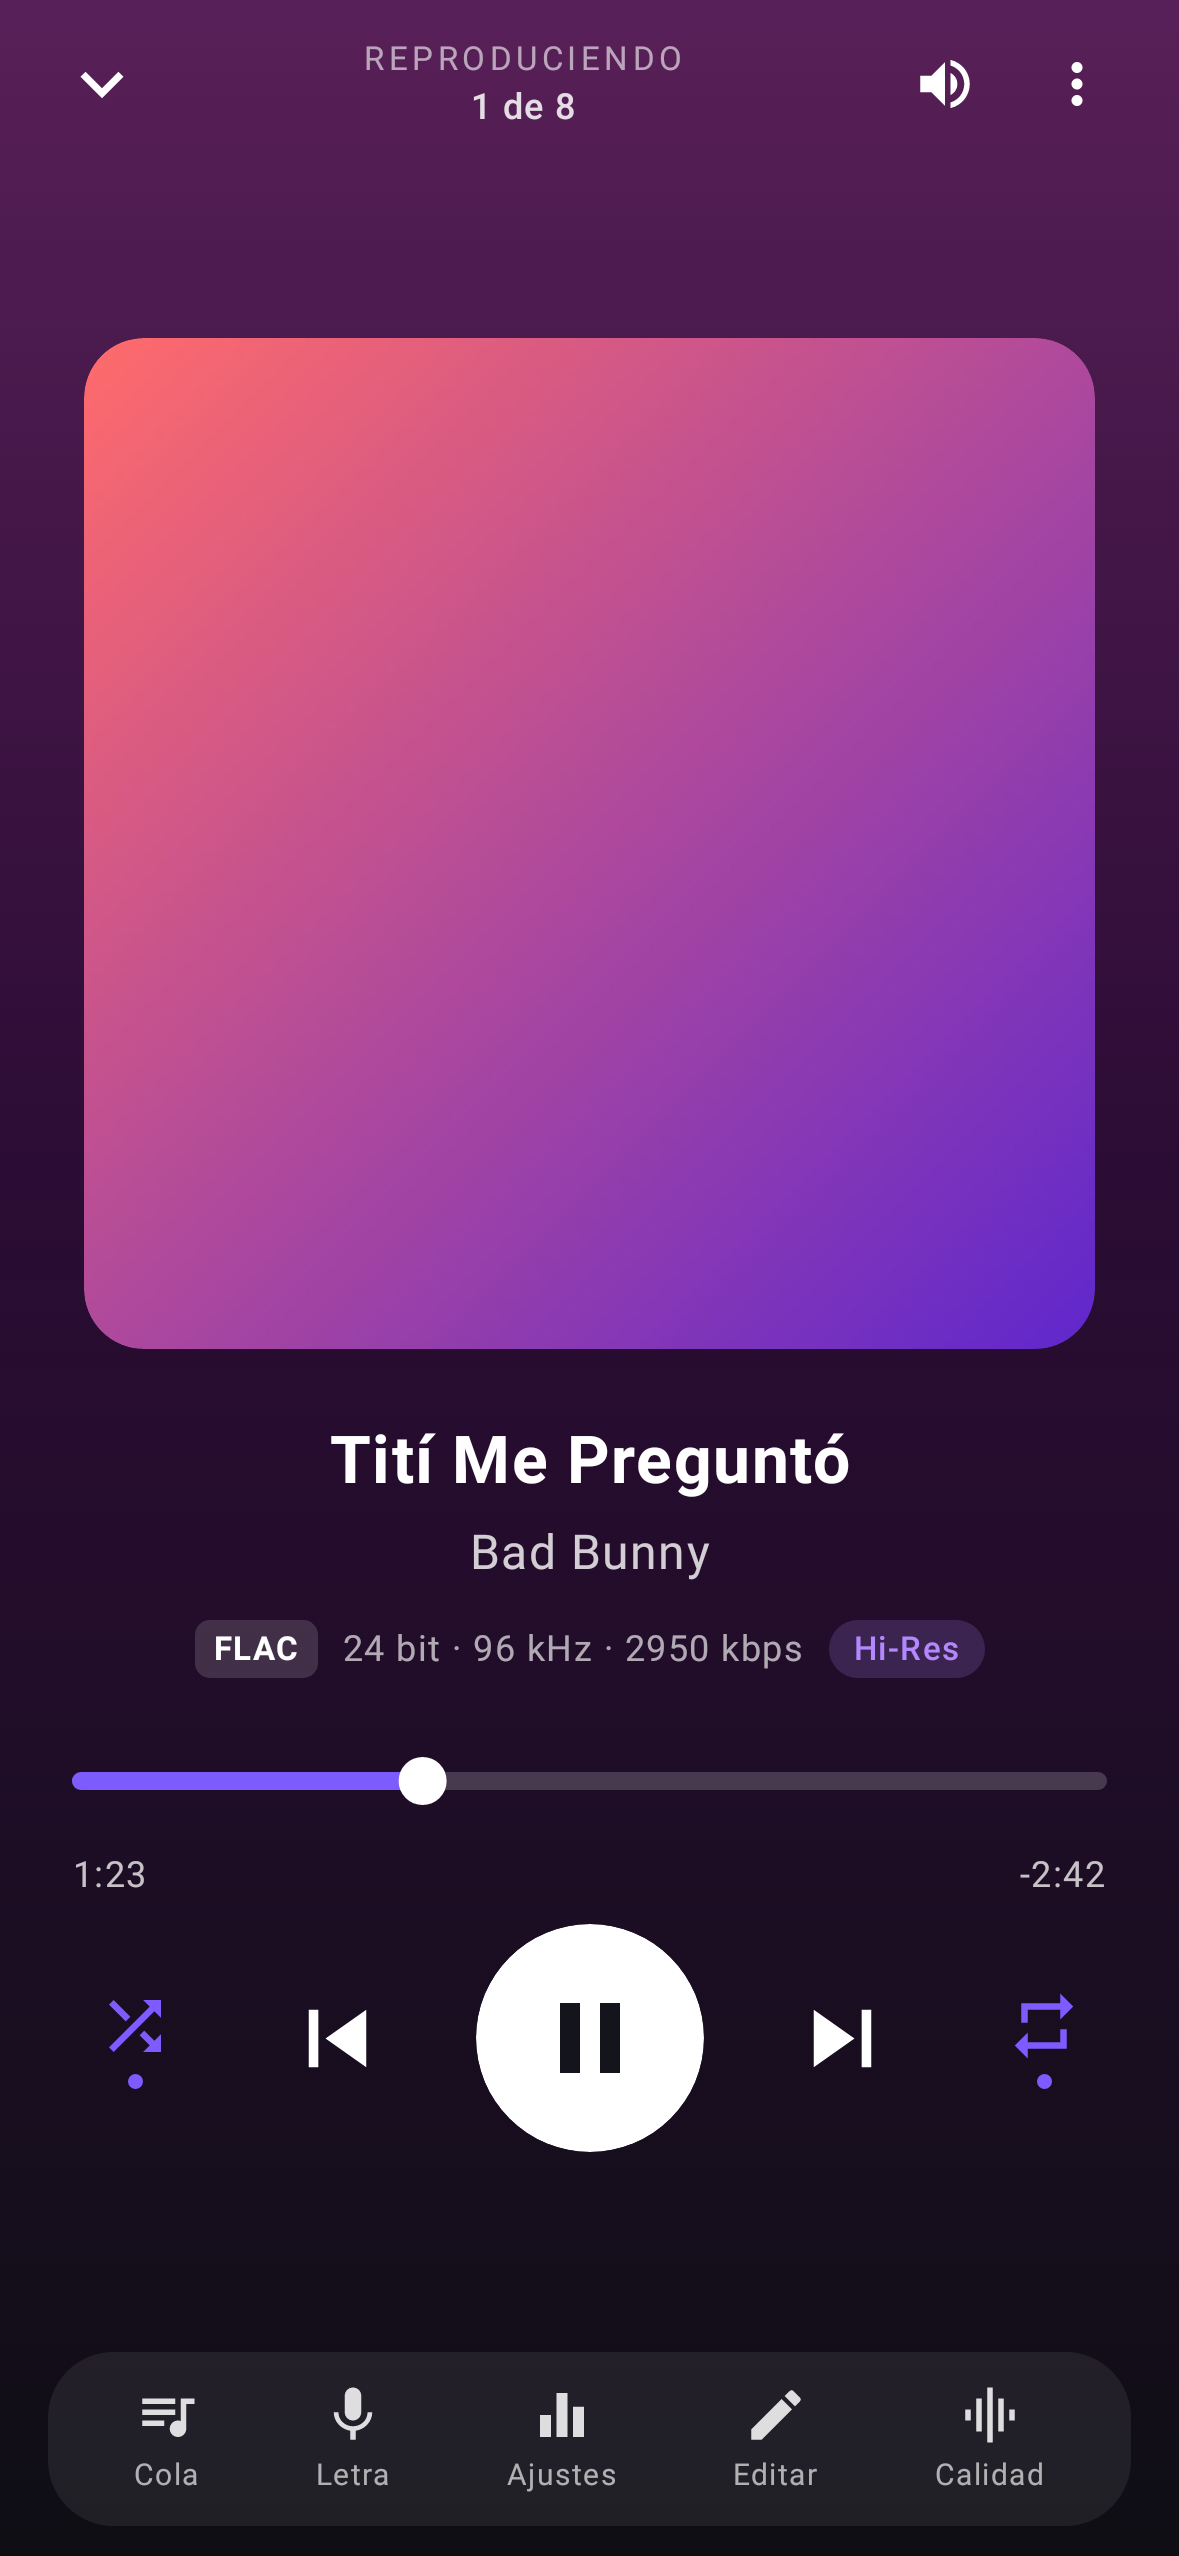 REPRODUCIENDO
1 de 8
Tití Me Preguntó
Bad Bunny
FLAC 24 bit · 96 kHz · 2950 kbps Hi-Res
1:23 -2:42
Cola Letra Ajustes Editar Calidad